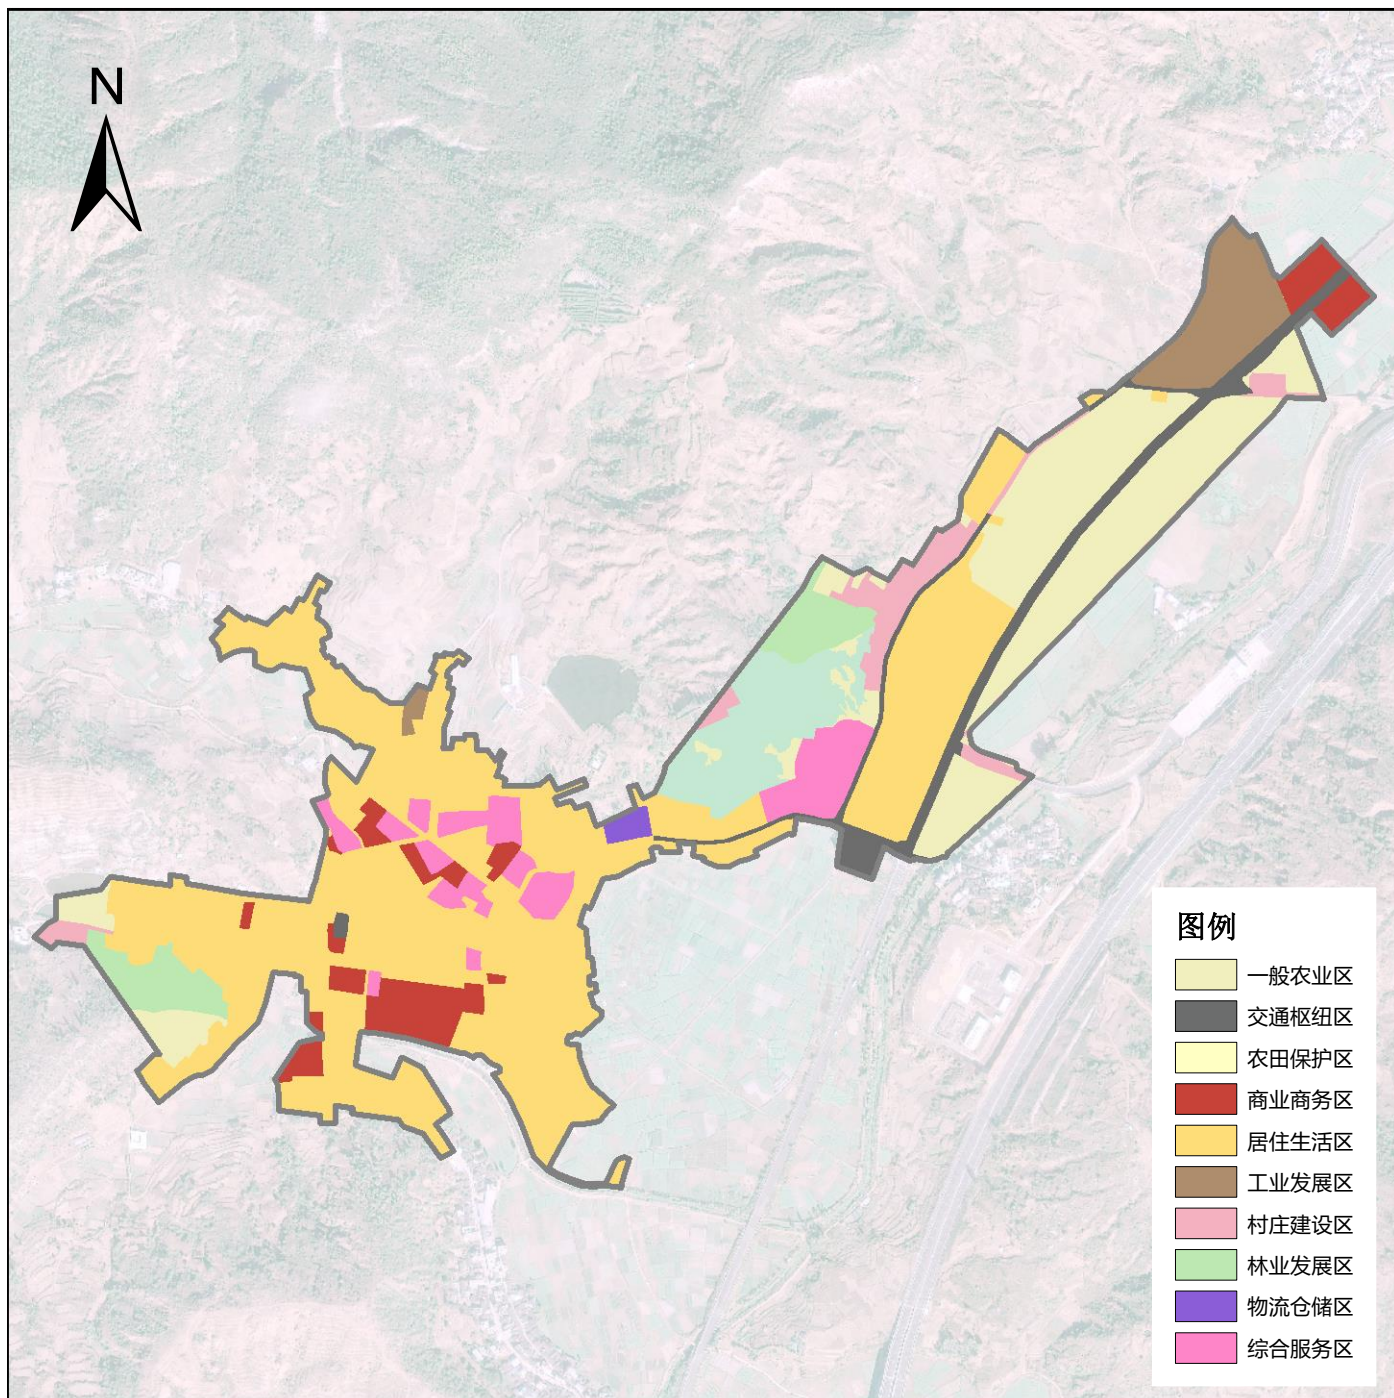 N
图例
一般农业区
交通枢纽区
农田保护区
商业商务区
居住生活区
工业发展区
村庄建设区
林业发展区
物流仓储区
综合服务区